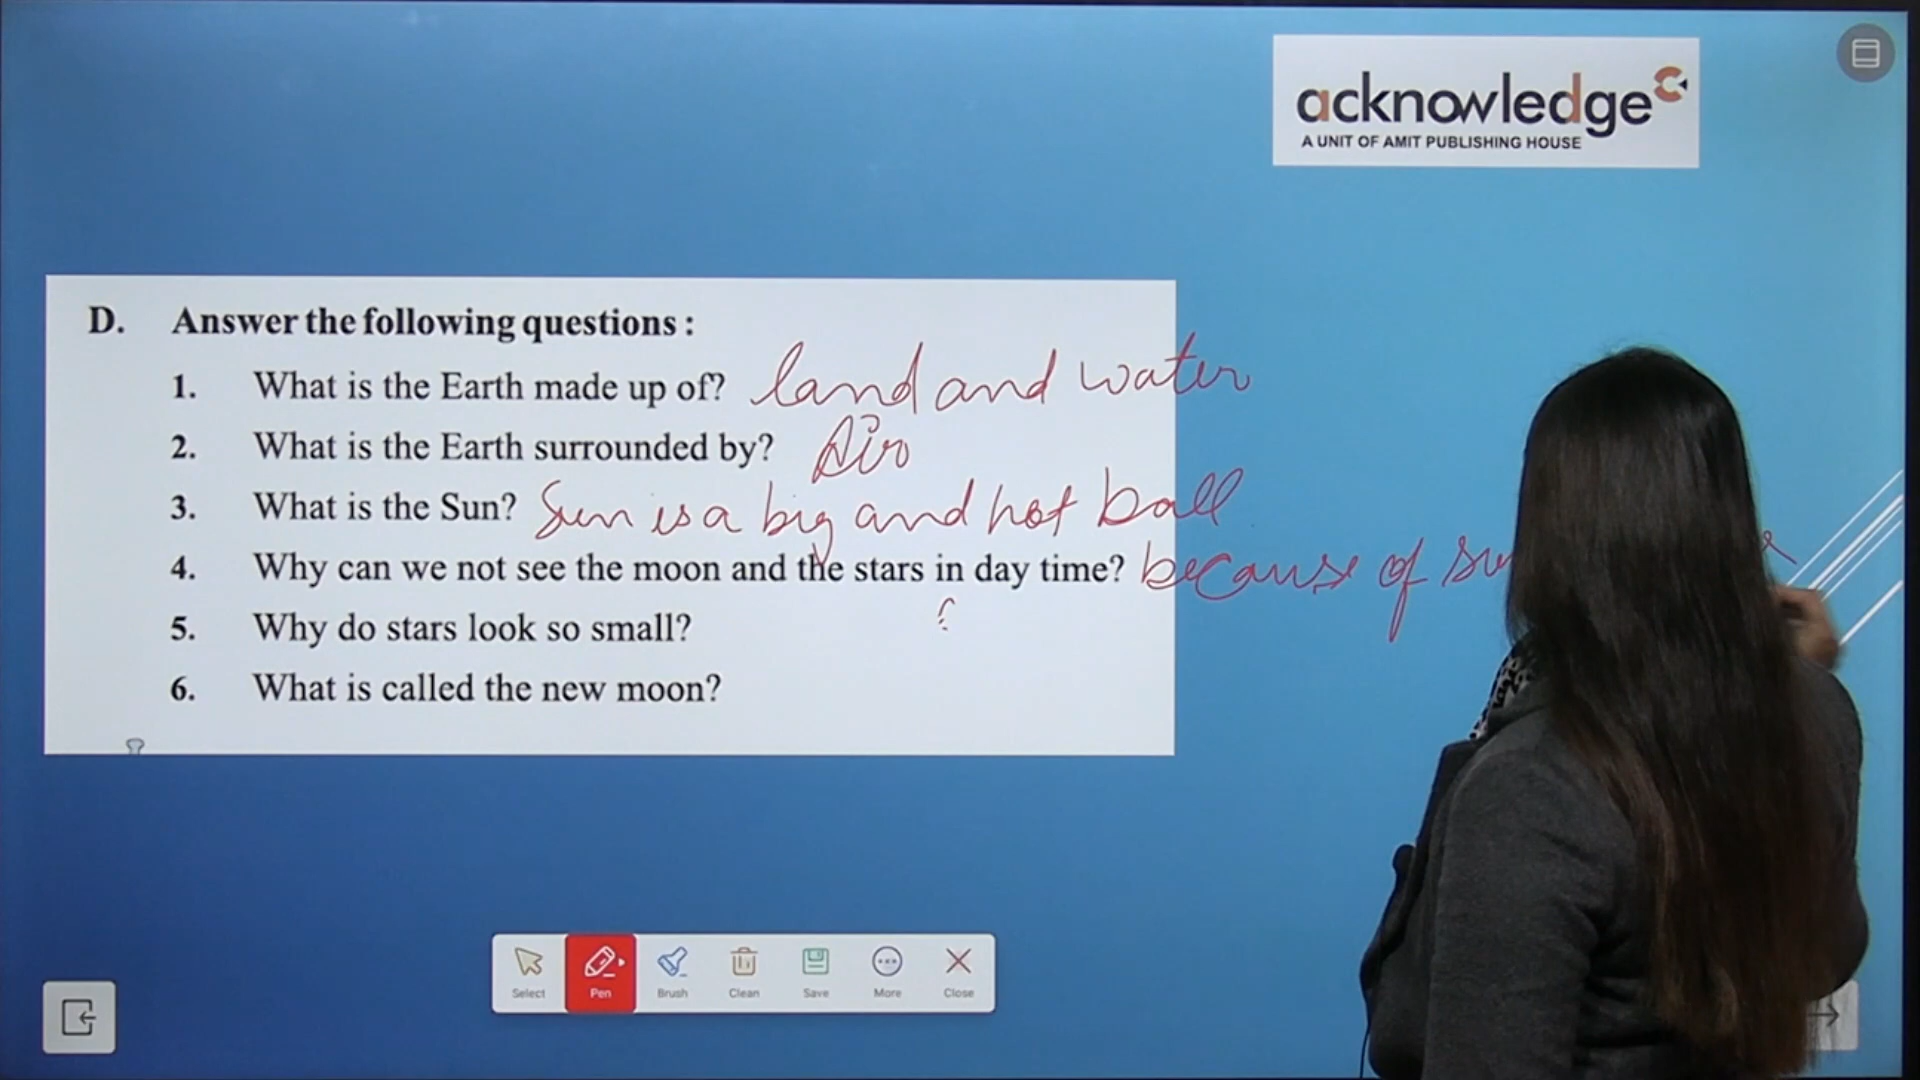 acknowledge
A UNIT OF AMIT PUBLISHING HOUSE
D. Answer the following questions :
1. What is the Earth made up of? land and water
2. What is the Earth surrounded by? Air
3. What is the Sun? Sun is a big and hot ball
4. Why can we not see the moon and the stars in day time? because of
5. Why do stars look so small?
6. What is called the new moon?
Select Pen Brush Clean Save More Close